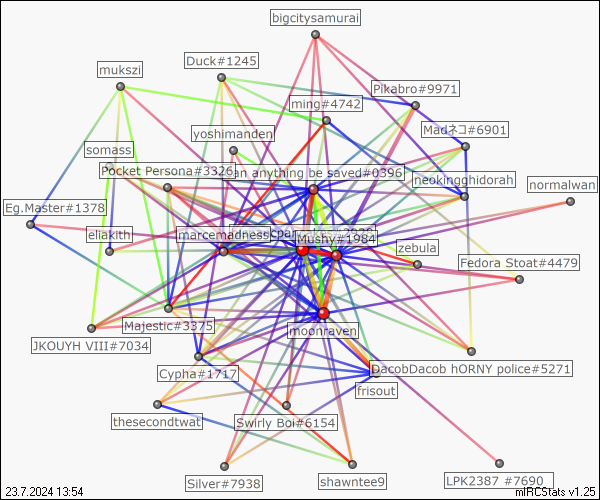 bigcitysamurai
Duck#1245
mukszi
Pikabro#9971
ming#4742
Madネコ#6901
yoshimanden
somass
Pocket Persona#3326
an anything be saved#0396
neokingghidorah
normalwan
Eg.Master#1378
eliakith
marcemadness
Mushy#1984
zebula
Fedora Stoat#4479
Majestic#3375
moonraven
JKOUYH VIII#7034
Cypha#1717
DacobDacob hORNY police#5271
frisout
thesecondtwat
Swirly Boi#6154
Silver#7938
shawntee9
LPK2387 #7690
23.7.2024 13:54
mIRCStats v1.25